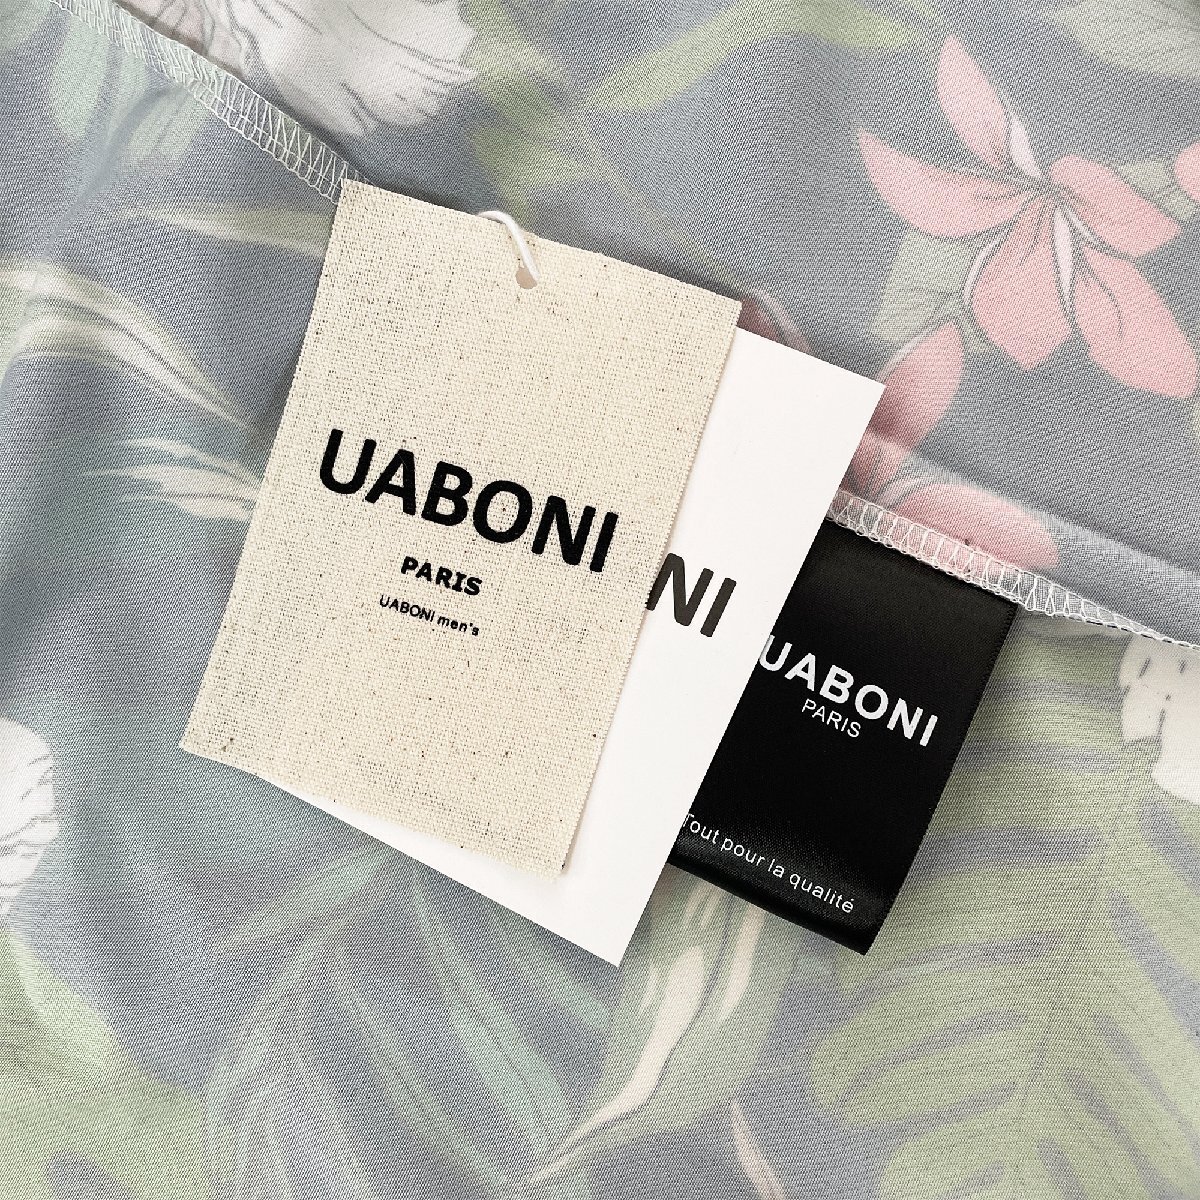 UABONI
PARIS
UABONI men's
NI
UABONI
PARIS
Tout pour la qualité